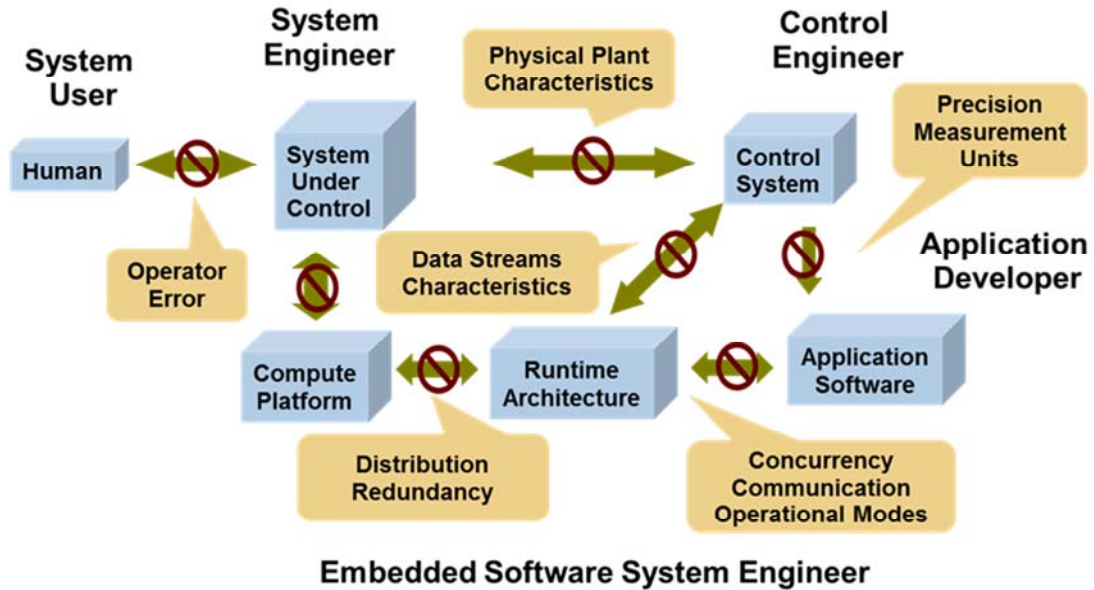 System
User
System
Engineer
Physical Plant
Characteristics
Control
Engineer
Precision
Measurement
Units
Human
System
Under
Control
Control
System
Operator
Error
Data Streams
Characteristics
Application
Developer
Compute
Platform
Runtime
Architecture
Application
Software
Distribution
Redundancy
Concurrency
Communication
Operational Modes
Embedded Software System Engineer